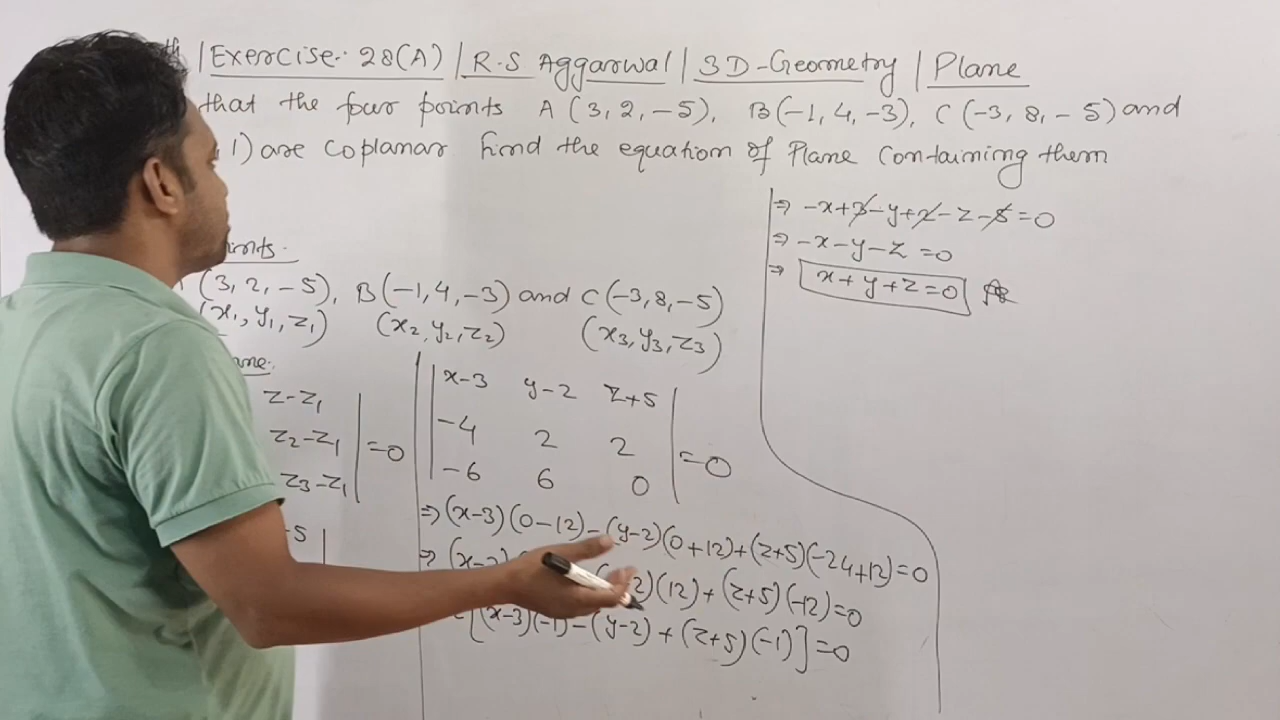 | Exercise: 28(A) | R.S Aggarwal | 3D-Geometry | Plane
that the four points A (3, 2, -5), B(-1, 4, -3), C(-3, 8, -5) and
1) are coplanar find the equation of Plane Containing them
(3, 2, -5), B(-1, 4, -3) and C(-3, 8, -5)
(x₁, y₁, z₁) (x₂, y₂, z₂) (x₃, y₃, z₃)
z-z₁
z₂-z₁ =0
z₃-z₁
-5
x-3 y-2 z+5
-4 2 2 =0
-6 6 0
⇒ (x-3)(0-12)-(y-2)(0+12)+(z+5)(-24+12)=0
2)(12)+(z+5)(-12)=0
[(x-3)(-1)-(y-2)+(z+5)(-1)]=0
⇒ -x+3-y+2-z-5=0
⇒ -x-y-z=0
⇒ x+y+z=0